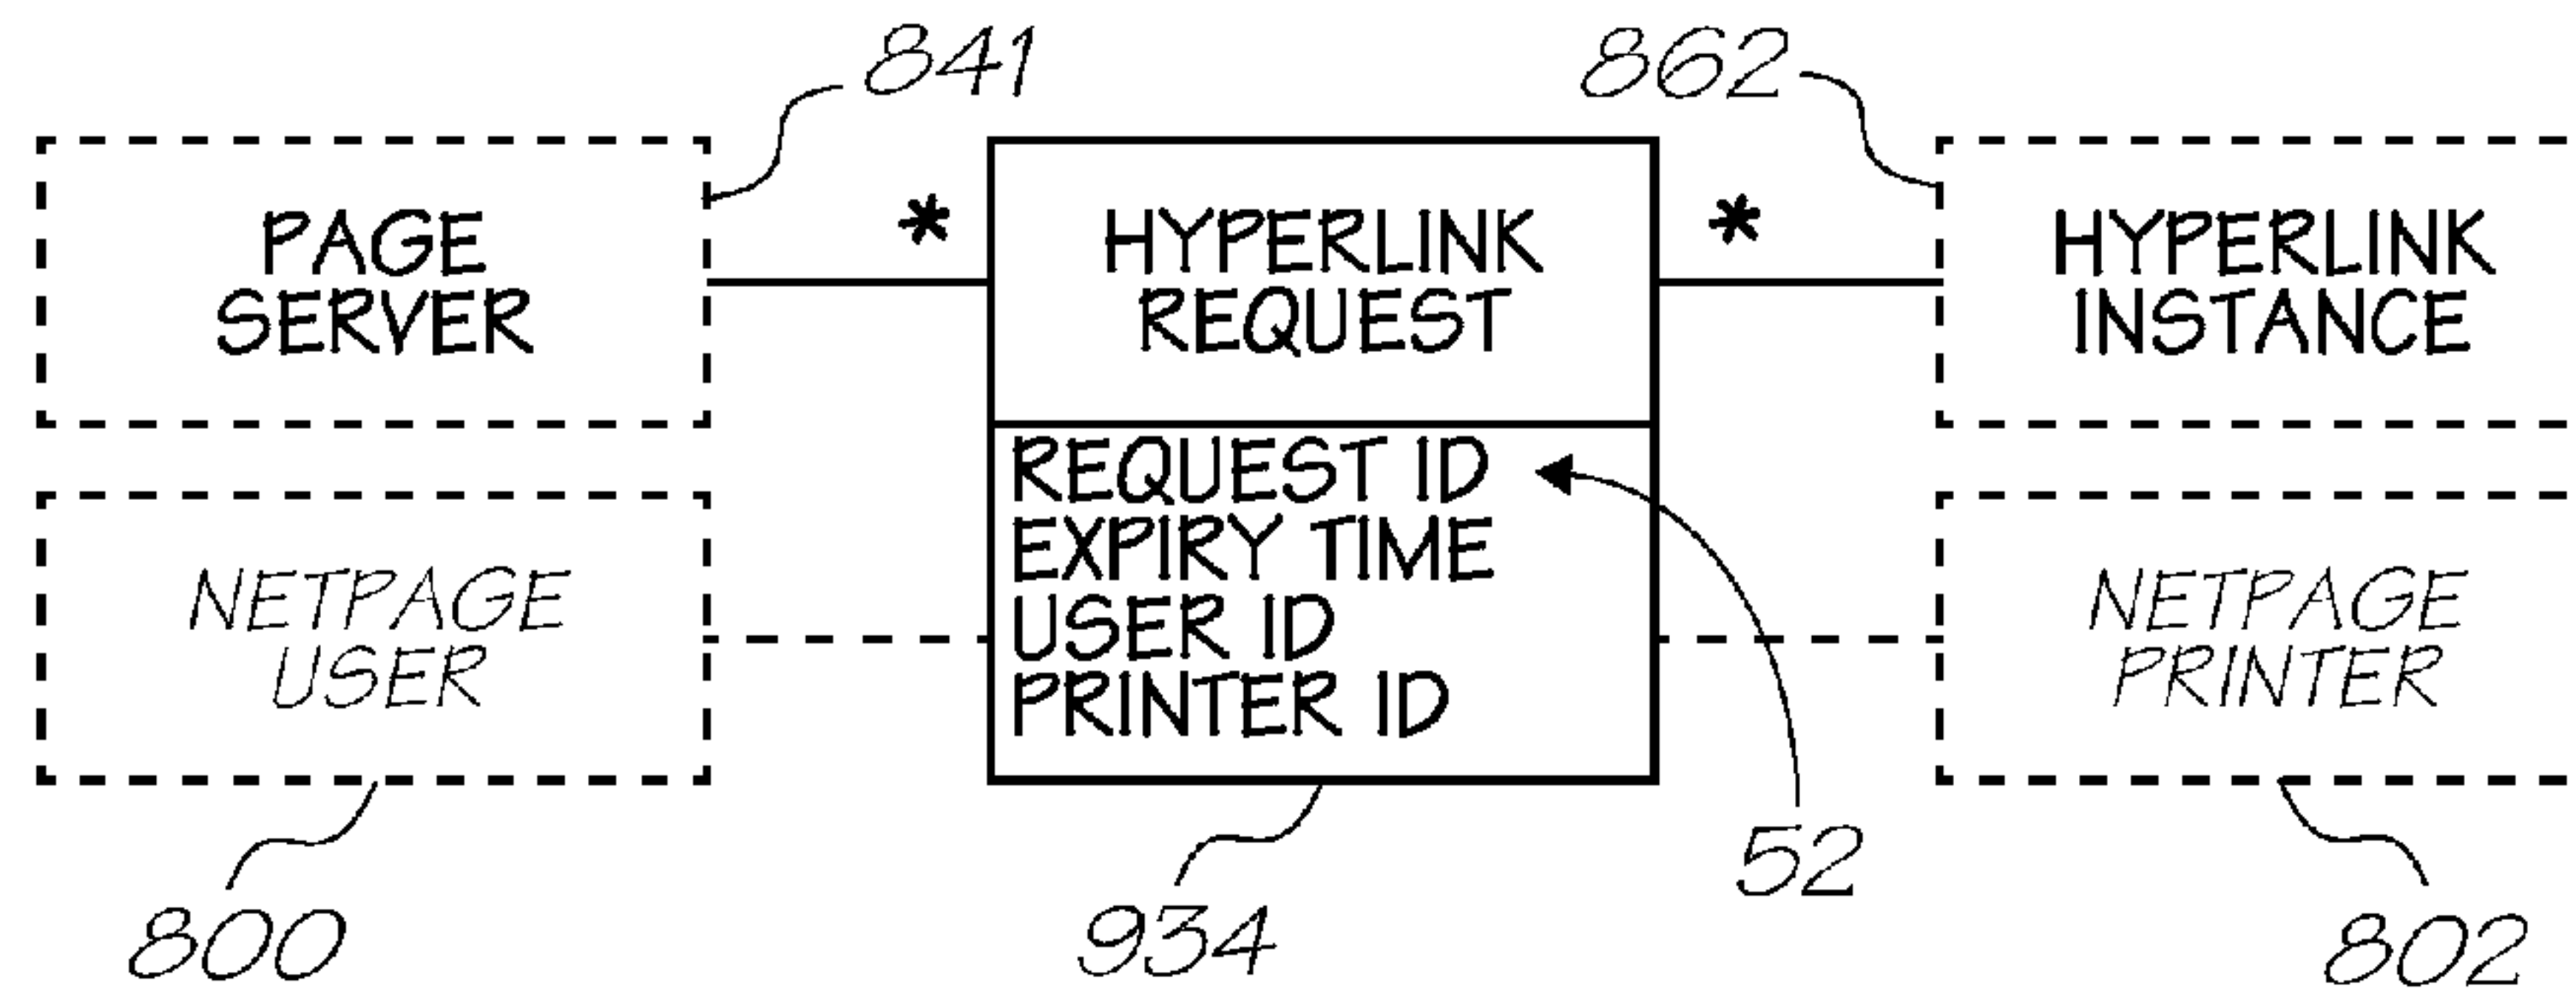 841
862
PAGE
SERVER
*
HYPERLINK
REQUEST
*
HYPERLINK
INSTANCE
REQUEST ID
EXPIRY TIME
USER ID
PRINTER ID
NETPAGE
USER
NETPAGE
PRINTER
52
800
934
802